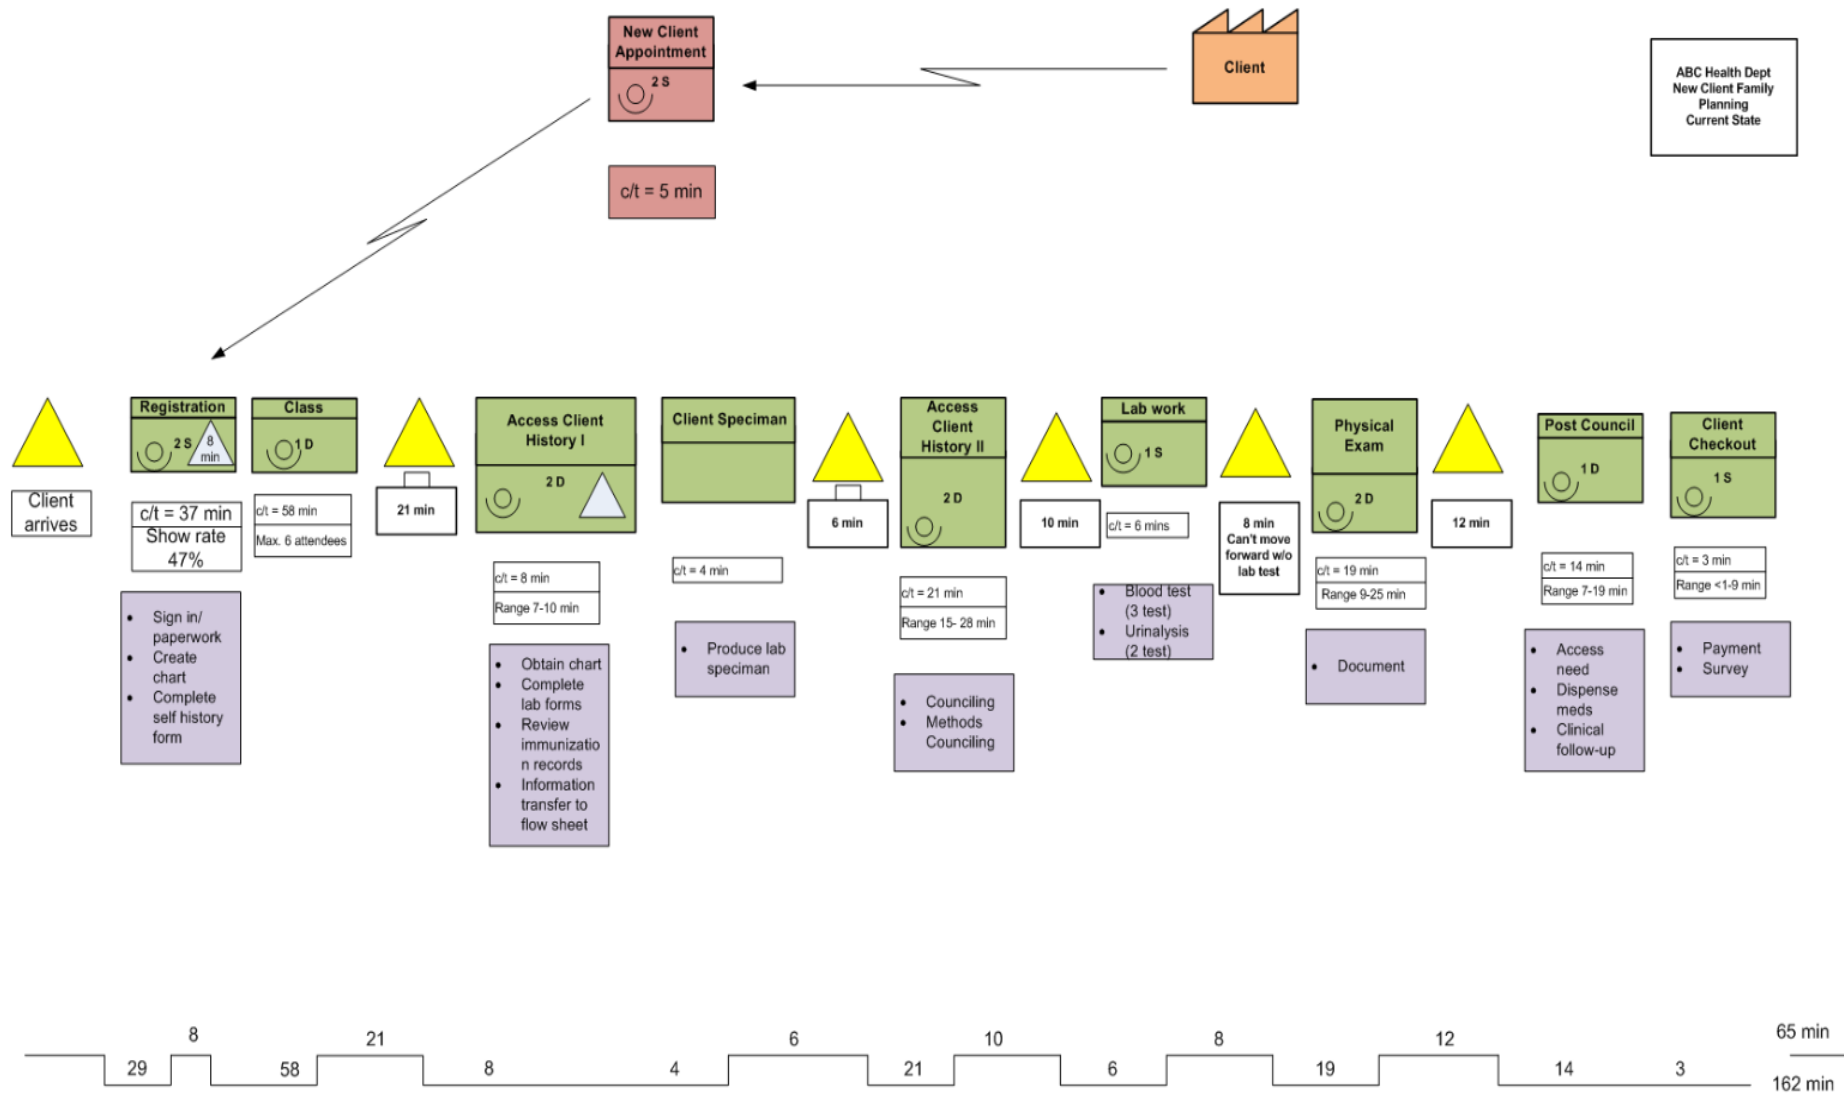 New Client
Appointment
2 S
c/t = 5 min
Client
ABC Health Dept
New Client Family
Planning
Current State
Client
arrives
Registration
2 S
8
min
c/t = 37 min
Show rate
47%
• Sign in/
paperwork
• Create
chart
• Complete
self history
form
Class
1 D
c/t = 58 min
Max. 6 attendees
21 min
Access Client
History I
2 D
c/t = 8 min
Range 7-10 min
• Obtain chart
• Complete
lab forms
• Review
immunizatio
n records
• Information
transfer to
flow sheet
Client Speciman
c/t = 4 min
• Produce lab
speciman
6 min
Access
Client
History II
2 D
c/t = 21 min
Range 15- 28 min
• Counciling
• Methods
Counciling
10 min
Lab work
1 S
c/t = 6 mins
• Blood test
(3 test)
• Urinalysis
(2 test)
8 min
Can't move
forward w/o
lab test
Physical
Exam
2 D
c/t = 19 min
Range 9-25 min
• Document
12 min
Post Council
1 D
c/t = 14 min
Range 7-19 min
• Access
need
• Dispense
meds
• Clinical
follow-up
Client
Checkout
1 S
c/t = 3 min
Range <1-9 min
• Payment
• Survey
8 21 6 10 8 12 65 min
29 58 8 4 21 6 19 14 3 162 min